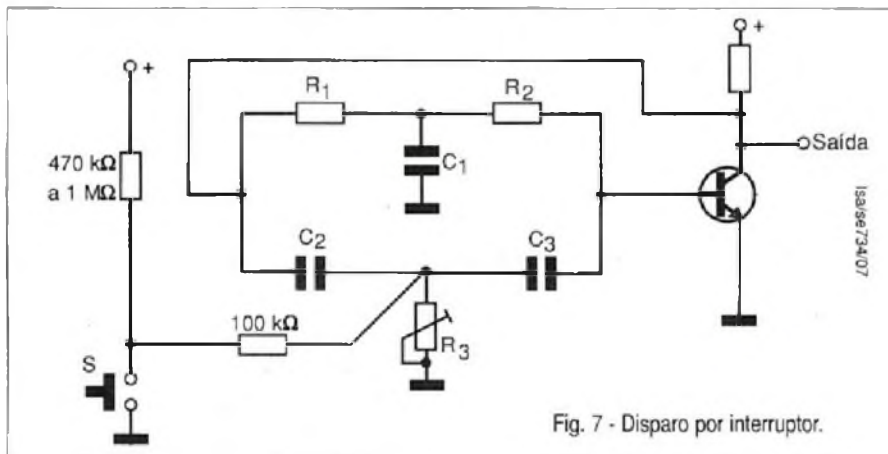 +
+
R1
R2
Saída
470 kΩ
a 1 MΩ
C1
C2
C3
100 kΩ
R3
S
Isa/se734/07
Fig. 7 - Disparo por interruptor.